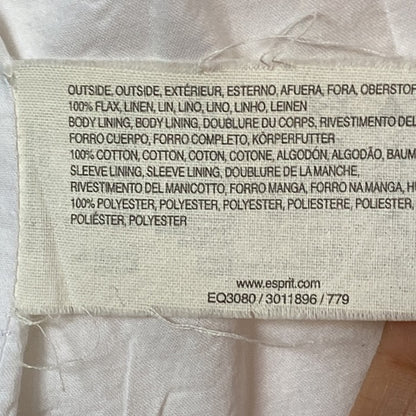 OUTSIDE, OUTSIDE, EXTÉRIEUR, ESTERNO, AFUERA, FORA, OBERSTOF
100% FLAX, LINEN, LIN, LINO, LINO, LINHO, LEINEN
BODY LINING, BODY LINING, DOUBLURE DU CORPS, RIVESTIMENTO DEL
FORRO CUERPO, FORRO COMPLETO, KÖRPERFUTTER
100% COTTON, COTTON, COTON, COTONE, ALGODÓN, ALGODÃO, BAUM
SLEEVE LINING, SLEEVE LINING, DOUBLURE DE LA MANCHE,
RIVESTIMENTO DEL MANICOTTO, FORRO MANGA, FORRO NA MANGA, HU
100% POLYESTER, POLYESTER, POLYESTER, POLIESTERE, POLIESTER,
POLIÉSTER, POLYESTER
www.esprit.com
EQ3080 / 3011896 / 779